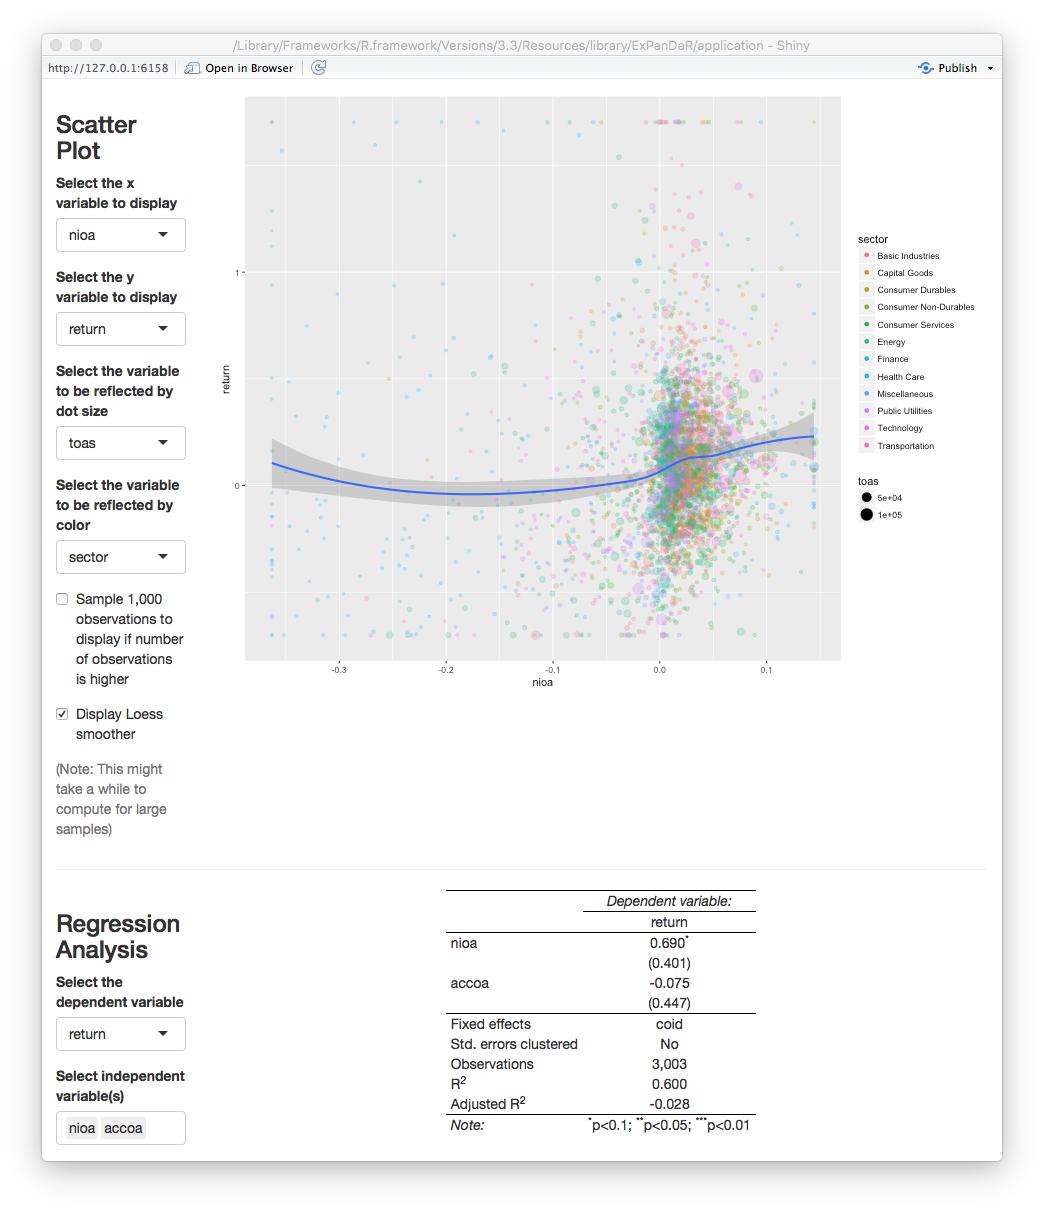 /Library/Frameworks/R.framework/Versions/3.3/Resources/library/ExPanDaR/application - Shiny
http://127.0.0.1:6158 Open in Browser Publish
Scatter
Plot
Select the x
variable to display
nioa
Select the y
variable to display
return
Select the variable
to be reflected by
dot size
toas
Select the variable
to be reflected by
color
sector
Sample 1,000
observations to
display if number
of observations
is higher
Display Loess
smoother
(Note: This might
take a while to
compute for large
samples)
return
1
0
-0.3 -0.2 -0.1 0.0 0.1
nioa
sector
Basic Industries
Capital Goods
Consumer Durables
Consumer Non-Durables
Consumer Services
Energy
Finance
Health Care
Miscellaneous
Public Utilities
Technology
Transportation
toas
5e+04
1e+05
Regression
Analysis
Select the
dependent variable
return
Select independent
variable(s)
nioa accoa
Dependent variable:
return
nioa 0.690*
(0.401)
accoa -0.075
(0.447)
Fixed effects coid
Std. errors clustered No
Observations 3,003
R2 0.600
Adjusted R2 -0.028
Note: *p<0.1; **p<0.05; ***p<0.01